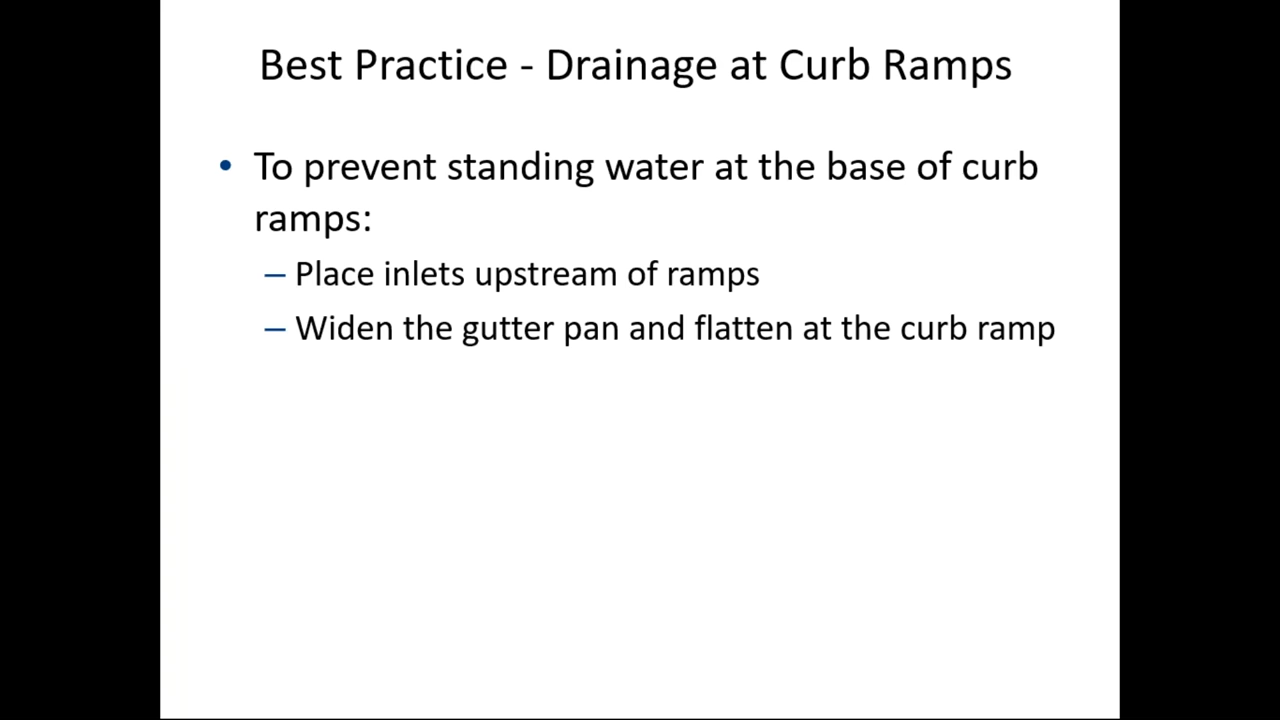 Best Practice - Drainage at Curb Ramps
• To prevent standing water at the base of curb
ramps:
– Place inlets upstream of ramps
– Widen the gutter pan and flatten at the curb ramp